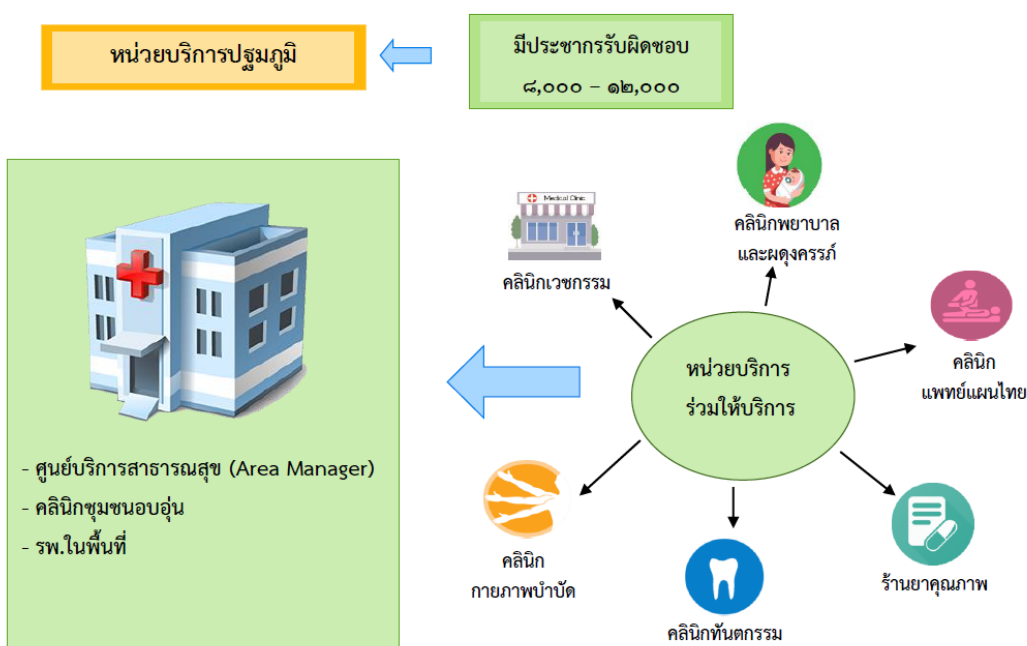 หน่วยบริการปฐมภูมิ
มีประชากรรับผิดชอบ
๘,๐๐๐ – ๑๒,๐๐๐
Medical Clinic
คลินิกเวชกรรม
คลินิกพยาบาล
และผดุงครรภ์
คลินิก
แพทย์แผนไทย
หน่วยบริการ
ร่วมให้บริการ
- ศูนย์บริการสาธารณสุข (Area Manager)
- คลินิกชุมชนอบอุ่น
- รพ.ในพื้นที่
คลินิก
กายภาพบำบัด
คลินิกทันตกรรม
ร้านยาคุณภาพ